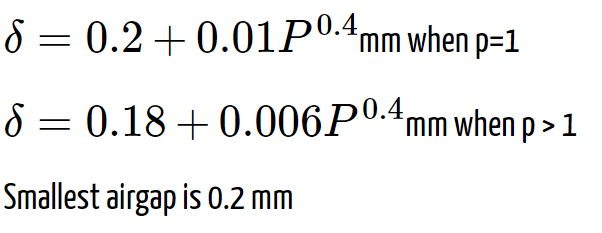 δ = 0.2 + 0.01P^0.4 mm when p=1
δ = 0.18 + 0.006P^0.4 mm when p > 1
Smallest airgap is 0.2 mm